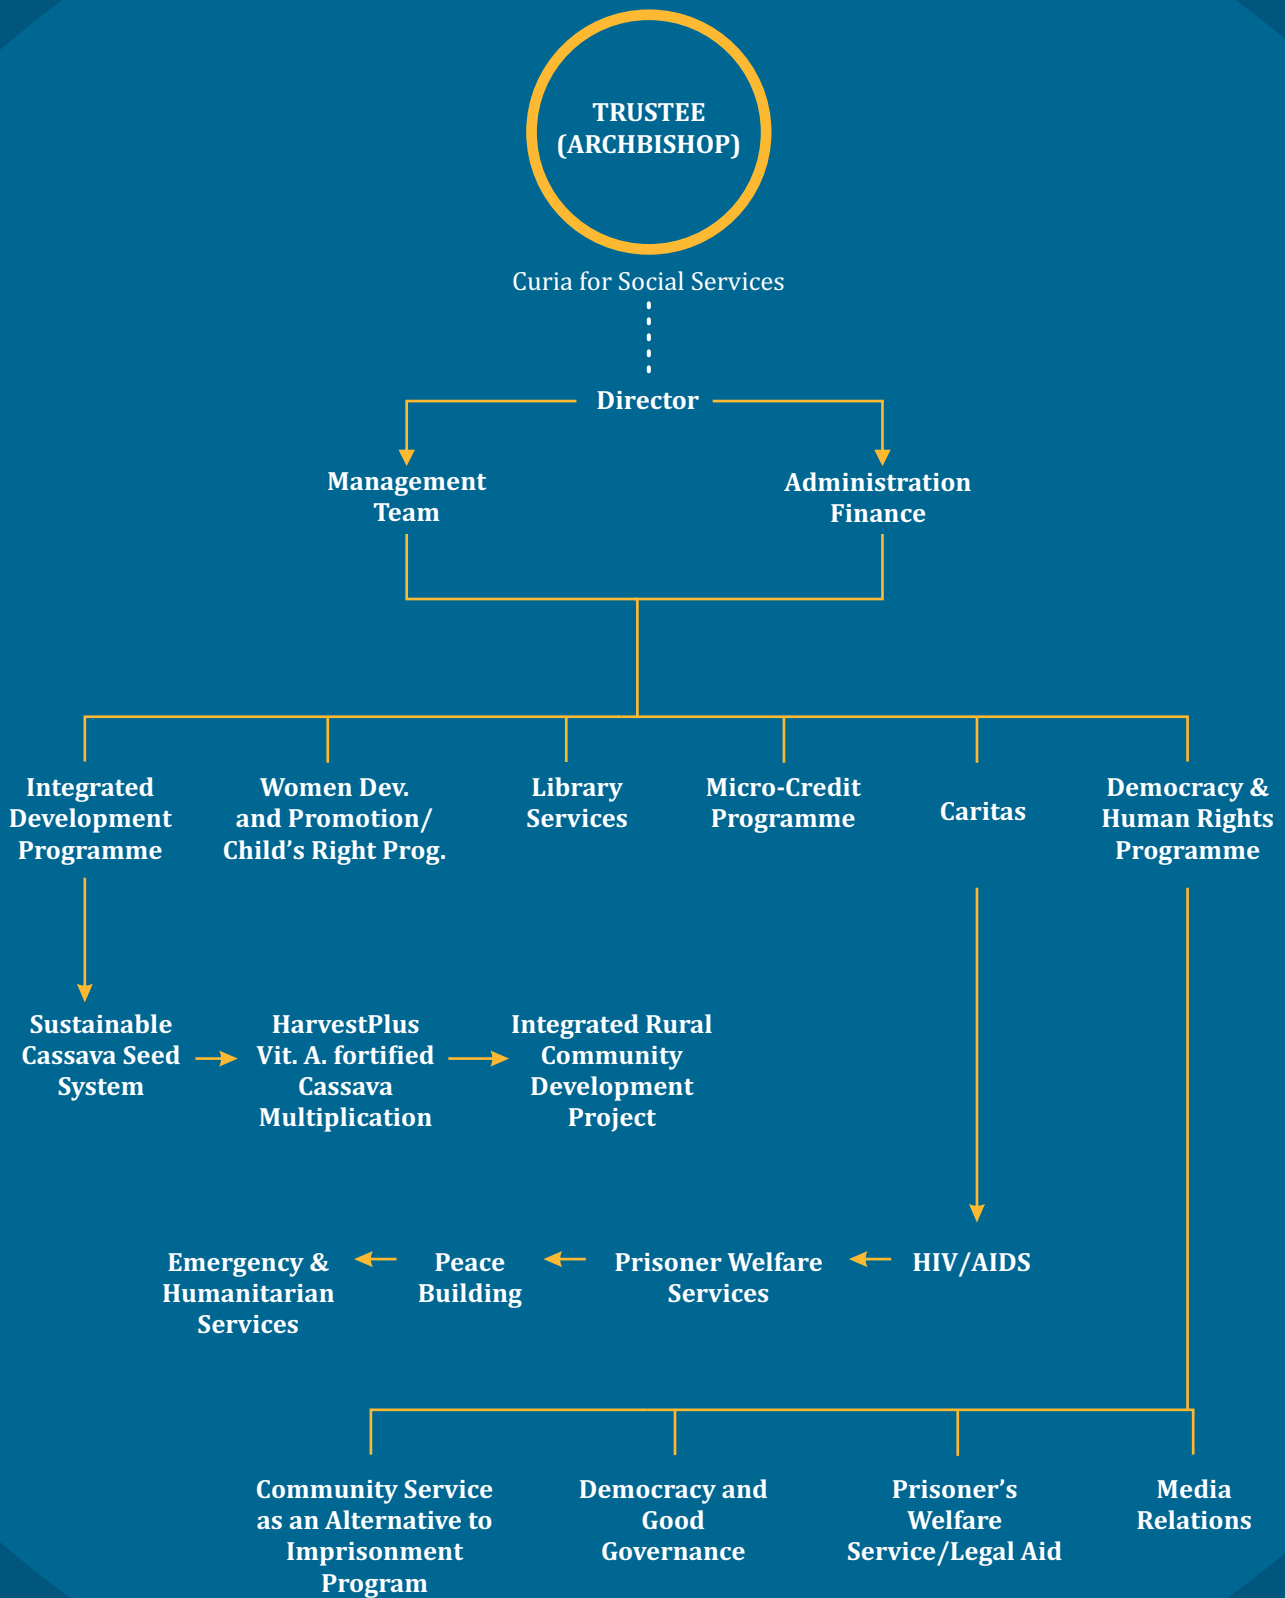 TRUSTEE
(ARCHBISHOP)
Curia for Social Services
Director
Management
Team
Administration
Finance
Integrated
Development
Programme
Women Dev.
and Promotion/
Child's Right Prog.
Library
Services
Micro-Credit
Programme
Caritas
Democracy &
Human Rights
Programme
Sustainable
Cassava Seed
System
HarvestPlus
Vit. A. fortified
Cassava
Multiplication
Integrated Rural
Community
Development
Project
Emergency &
Humanitarian
Services
Peace
Building
Prisoner Welfare
Services
HIV/AIDS
Community Service
as an Alternative to
Imprisonment
Program
Democracy and
Good
Governance
Prisoner's
Welfare
Service/Legal Aid
Media
Relations